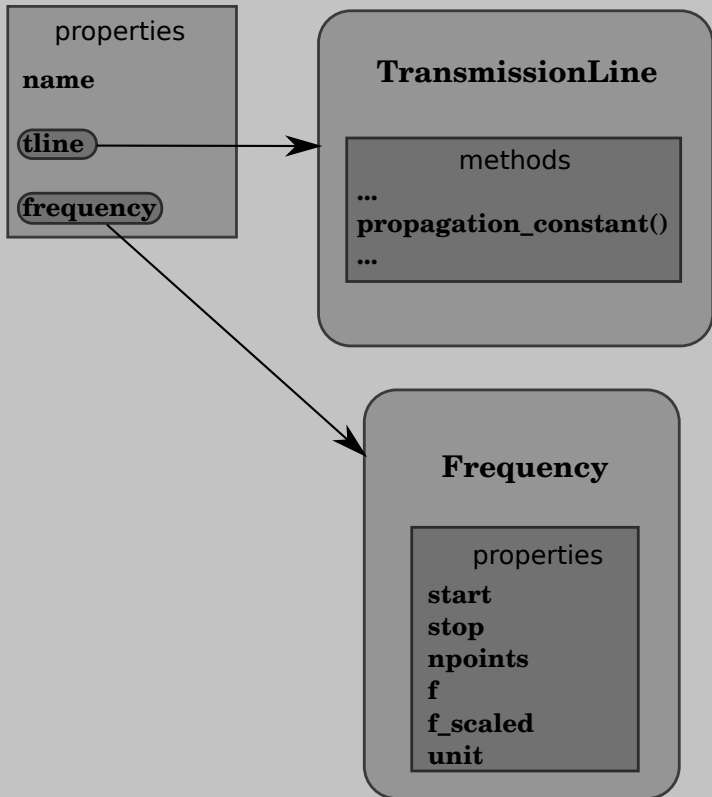 properties
name
tline
frequency
TransmissionLine
methods
...
propagation_constant()
...
Frequency
properties
start
stop
npoints
f
f_scaled
unit